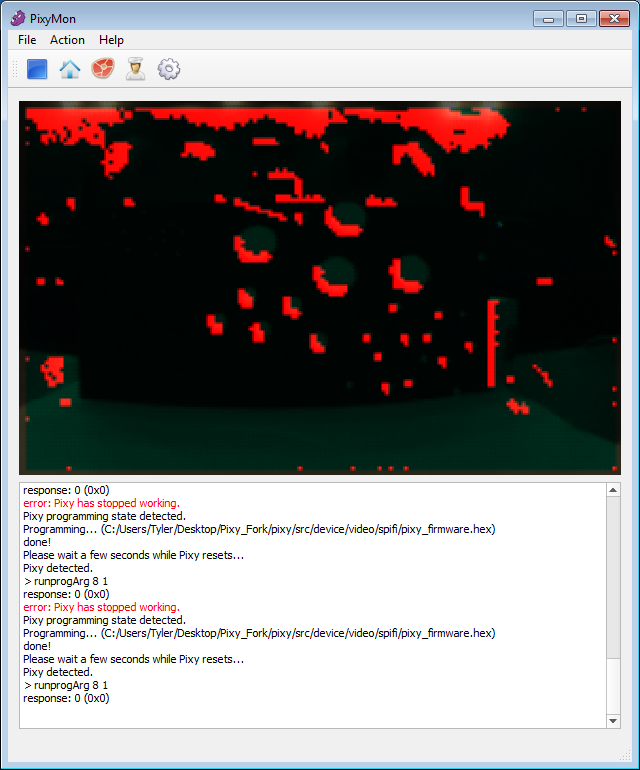 PixyMon
File Action Help
response: 0 (0x0)
error: Pixy has stopped working.
Pixy programming state detected.
Programming... (C:/Users/Tyler/Desktop/Pixy_Fork/pixy/src/device/video/spifi/pixy_firmware.hex)
done!
Please wait a few seconds while Pixy resets...
Pixy detected.
> runprogArg 8 1
response: 0 (0x0)
error: Pixy has stopped working.
Pixy programming state detected.
Programming... (C:/Users/Tyler/Desktop/Pixy_Fork/pixy/src/device/video/spifi/pixy_firmware.hex)
done!
Please wait a few seconds while Pixy resets...
Pixy detected.
> runprogArg 8 1
response: 0 (0x0)